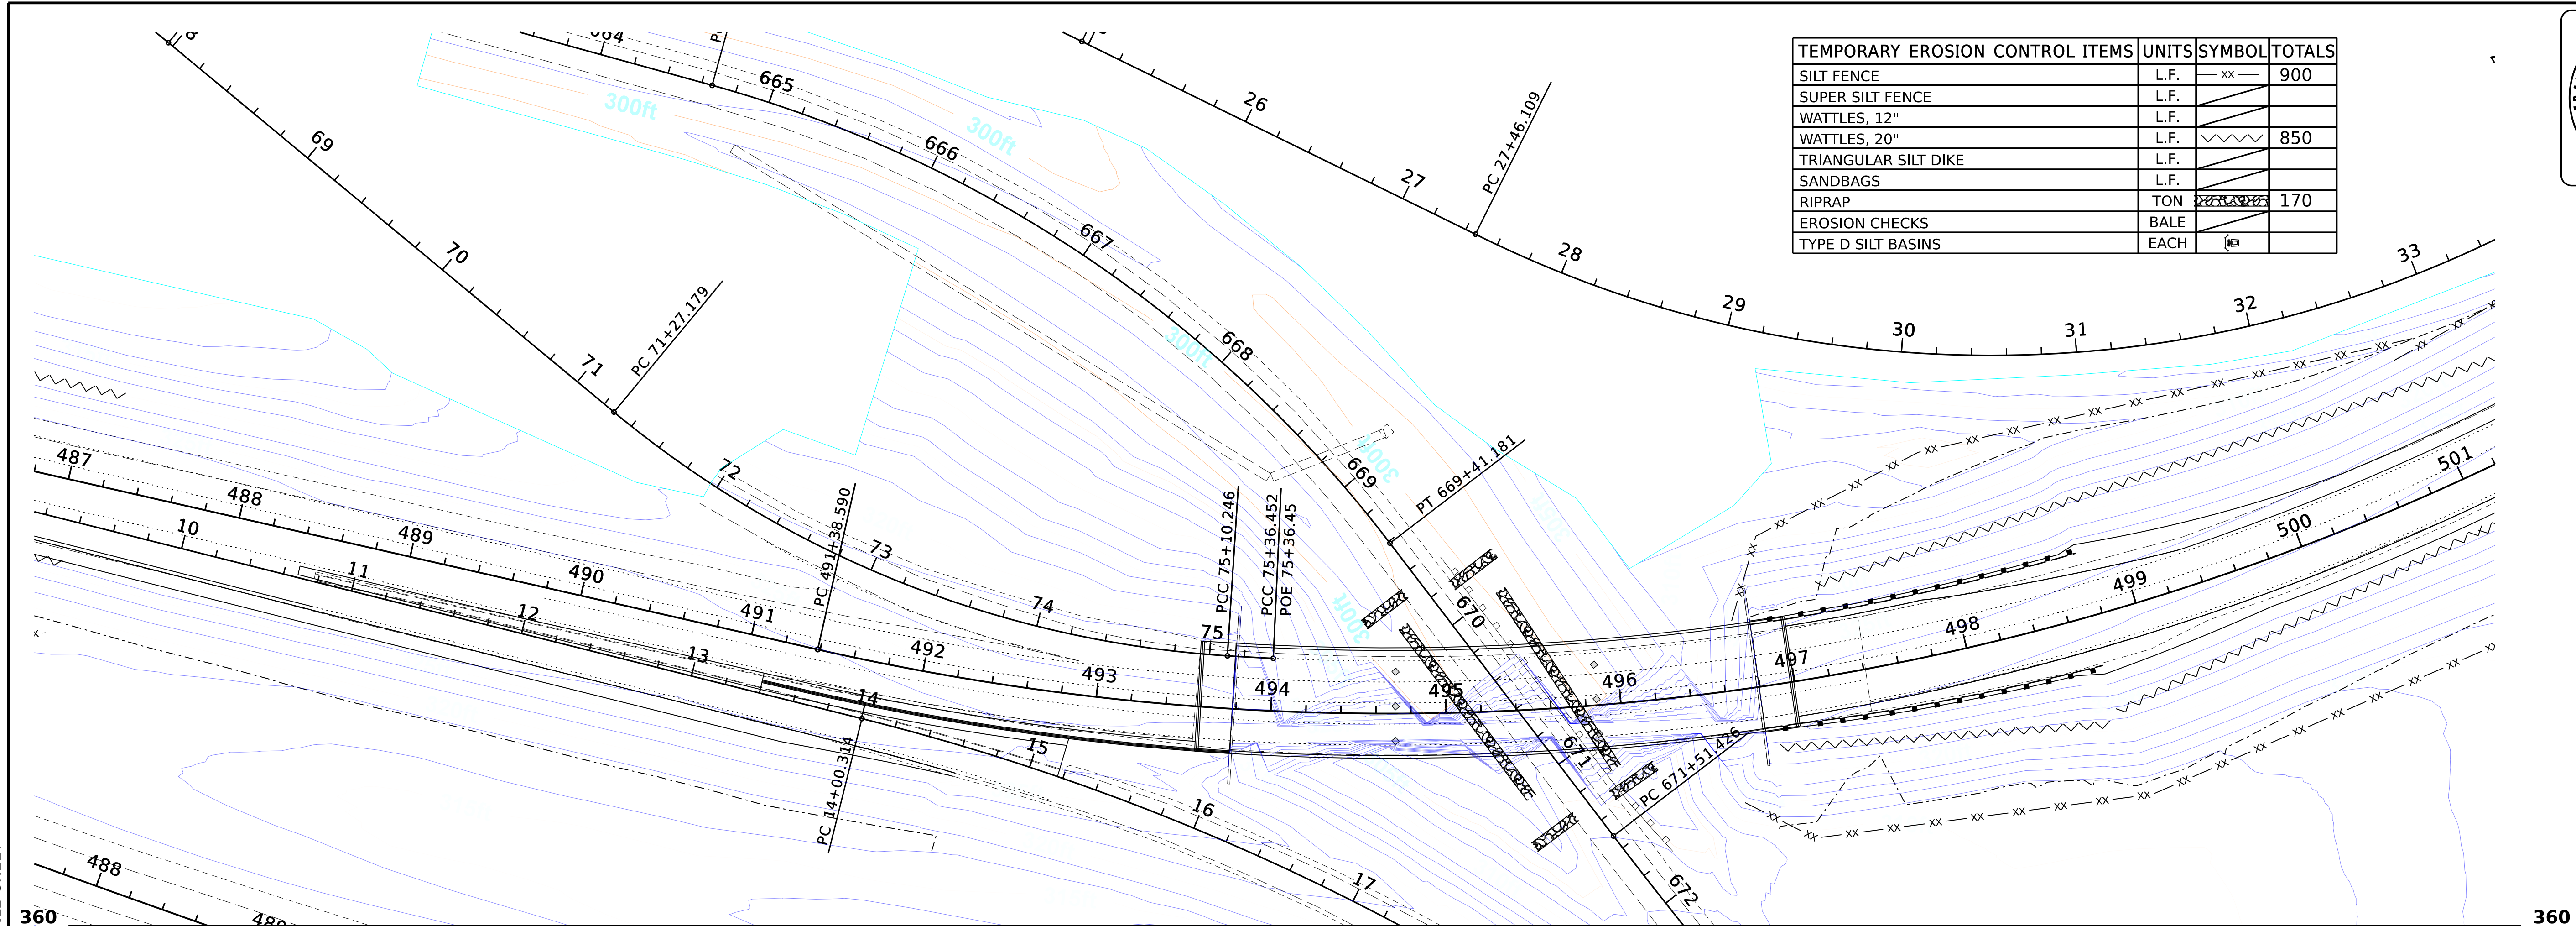 TEMPORARY EROSION CONTROL ITEMS UNITS SYMBOL TOTALS
SILT FENCE L.F. XX 900
SUPER SILT FENCE L.F.
WATTLES, 12" L.F.
WATTLES, 20" L.F. 850
TRIANGULAR SILT DIKE L.F.
SANDBAGS L.F.
RIPRAP TON 170
EROSION CHECKS BALE
TYPE D SILT BASINS EACH
665
666
667
668
669
670
671
672
300ft
300ft
300ft
300ft
300ft
26
27
28
29
30
31
32
33
PC 27+46.109
69
70
71
72
73
74
75
PC 71+27.179
487
488
489
490
491
492
493
494
495
496
497
498
499
500
501
PC 491+38.590
PCC 75+10.246
PCC 75+36.452
POE 75+36.45
PT 669+41.181
PC 671+51.426
10
11
12
13
14
15
16
17
PC 14+00.314
488
360
360